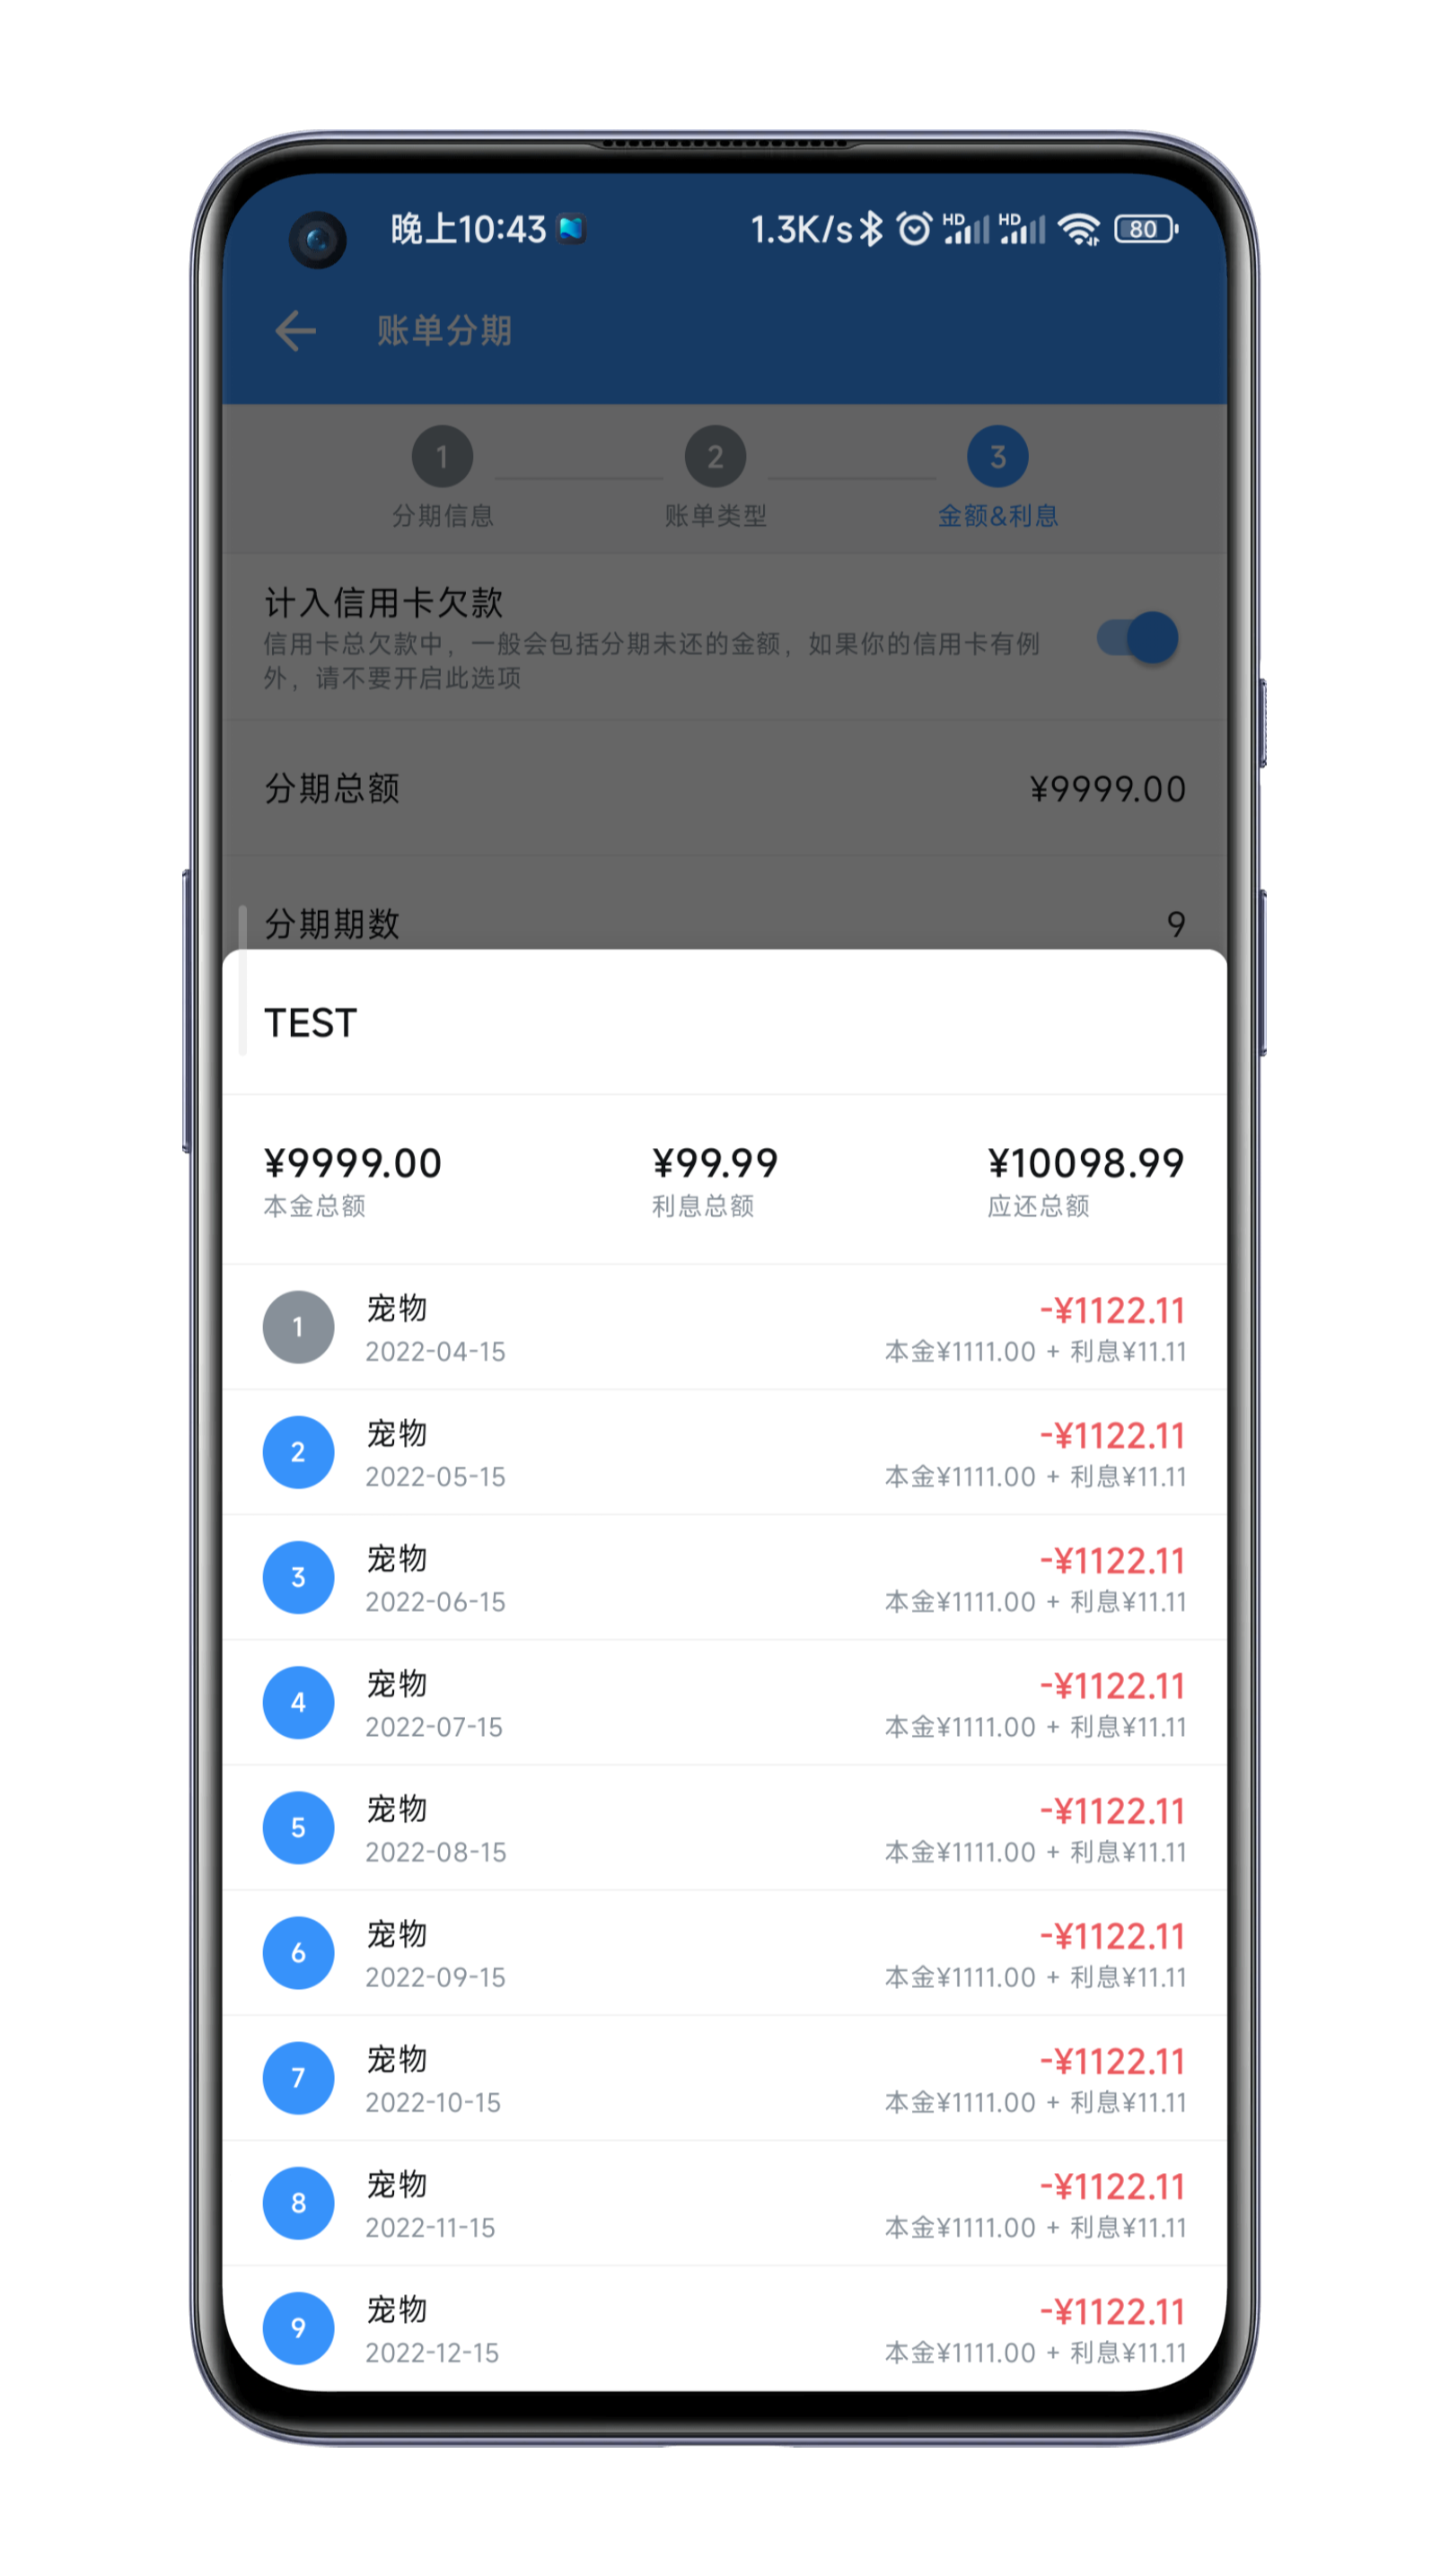 晚上10:43 1.3K/s HD HD 80
账单分期
1 2 3
分期信息 账单类型 金额&利息
计入信用卡欠款
信用卡总欠款中，一般会包括分期未还的金额，如果你的信用卡有例
外，请不要开启此选项
分期总额 ¥9999.00
分期期数 9
TEST
¥9999.00 ¥99.99 ¥10098.99
本金总额 利息总额 应还总额
1 宠物 -¥1122.11
2022-04-15 本金¥1111.00 + 利息¥11.11
2 宠物 -¥1122.11
2022-05-15 本金¥1111.00 + 利息¥11.11
3 宠物 -¥1122.11
2022-06-15 本金¥1111.00 + 利息¥11.11
4 宠物 -¥1122.11
2022-07-15 本金¥1111.00 + 利息¥11.11
5 宠物 -¥1122.11
2022-08-15 本金¥1111.00 + 利息¥11.11
6 宠物 -¥1122.11
2022-09-15 本金¥1111.00 + 利息¥11.11
7 宠物 -¥1122.11
2022-10-15 本金¥1111.00 + 利息¥11.11
8 宠物 -¥1122.11
2022-11-15 本金¥1111.00 + 利息¥11.11
9 宠物 -¥1122.11
2022-12-15 本金¥1111.00 + 利息¥11.11